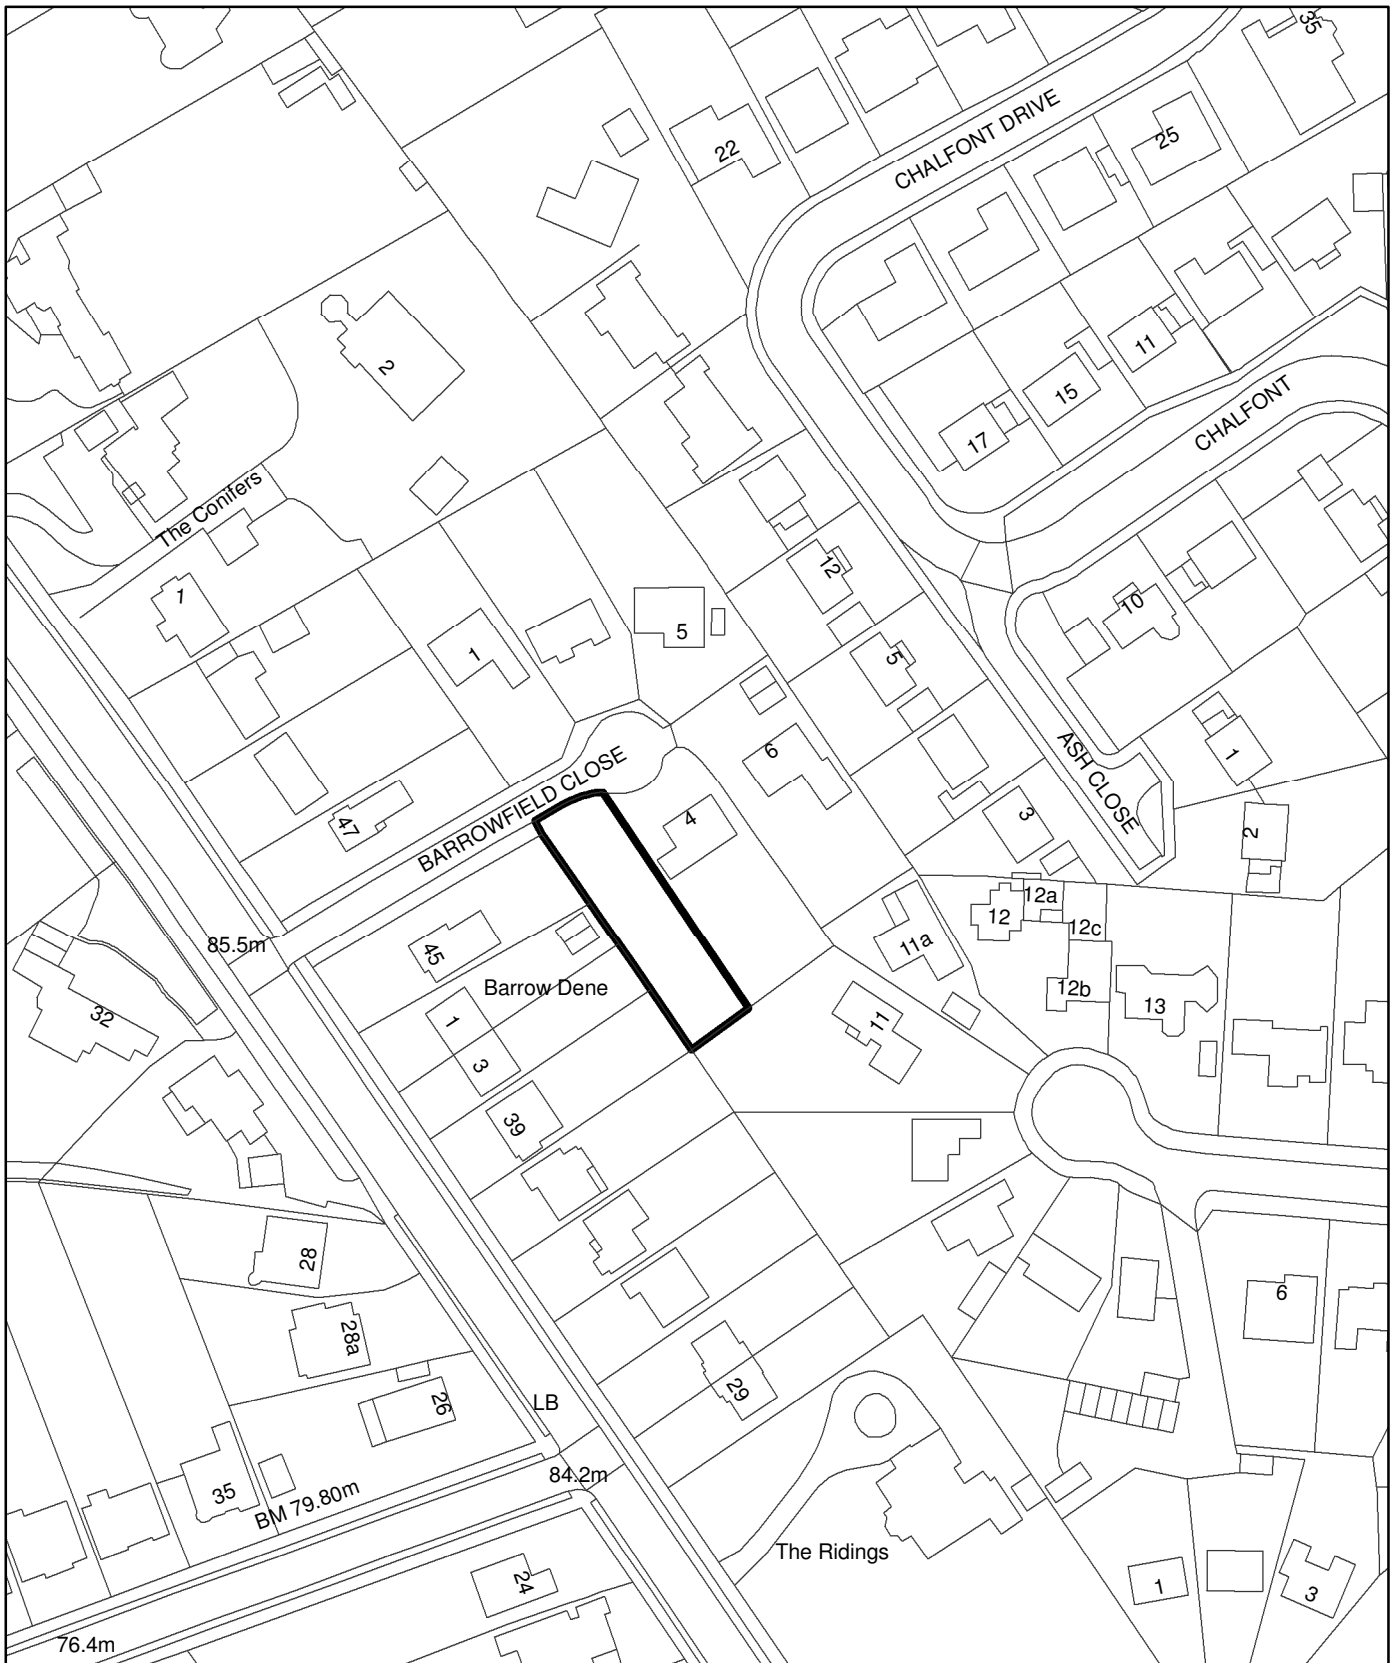 35
CHALFONT DRIVE
22
25
2
11
15
17
CHALFONT
The Conifers
1
12
10
5
1
5
6
ASH CLOSE
1
BARROWFIELD CLOSE
47
4
3
2
12a
12
12c
85.5m
45
11a
Barrow Dene
12b
13
32
1
11
3
39
28
6
28a
29
26
LB
84.2m
35
BM 79.80m
The Ridings
24
1
3
76.4m